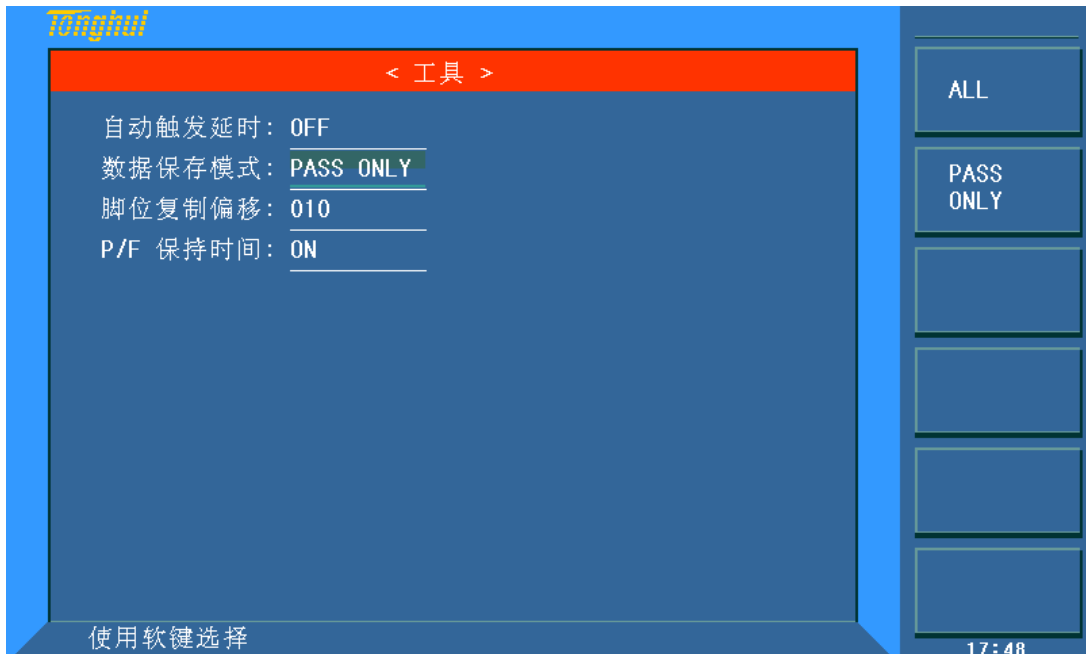 Tonghui
< 工具 >
自动触发延时: OFF
数据保存模式: PASS ONLY
脚位复制偏移: 010
P/F 保持时间: ON
使用软键选择
ALL
PASS
ONLY
17:48